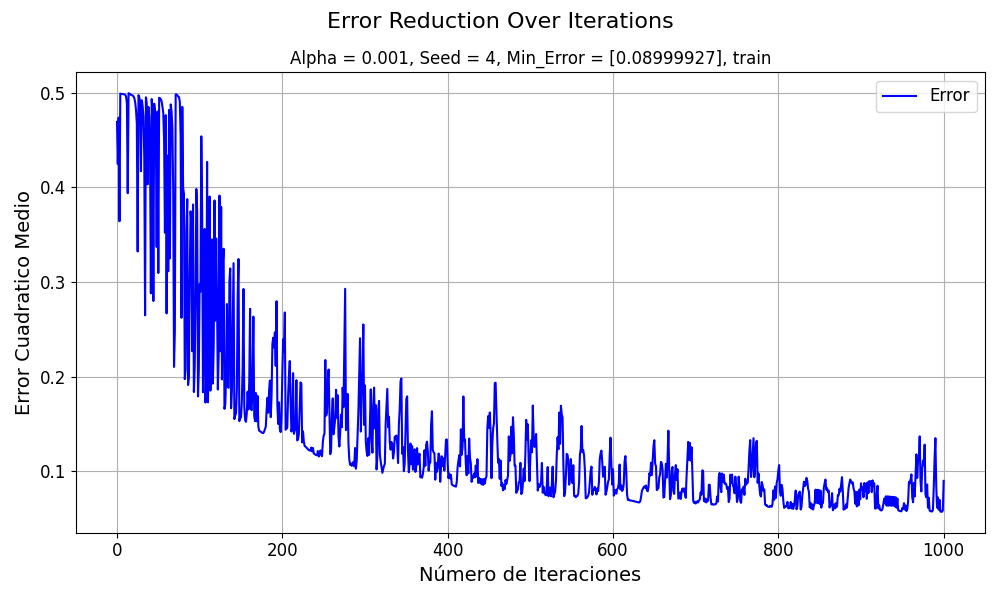 Error Reduction Over Iterations
Alpha = 0.001, Seed = 4, Min_Error = [0.08999927], train
Error
0.5
0.4
0.3
0.2
0.1
Error Cuadratico Medio
0 200 400 600 800 1000
Número de Iteraciones